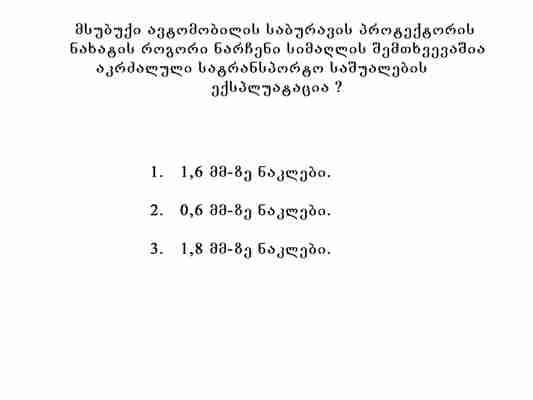 მსუბუქი ავტომობილის საბურავის პროტექტორის
ნახატის როგორი ნარჩენი სიმაღლის შემთხვევაშია
აკრძალული სატრანსპორტო საშუალების
ექსპლუატაცია ?
1. 1,6 მმ-ზე ნაკლები.
2. 0,6 მმ-ზე ნაკლები.
3. 1,8 მმ-ზე ნაკლები.